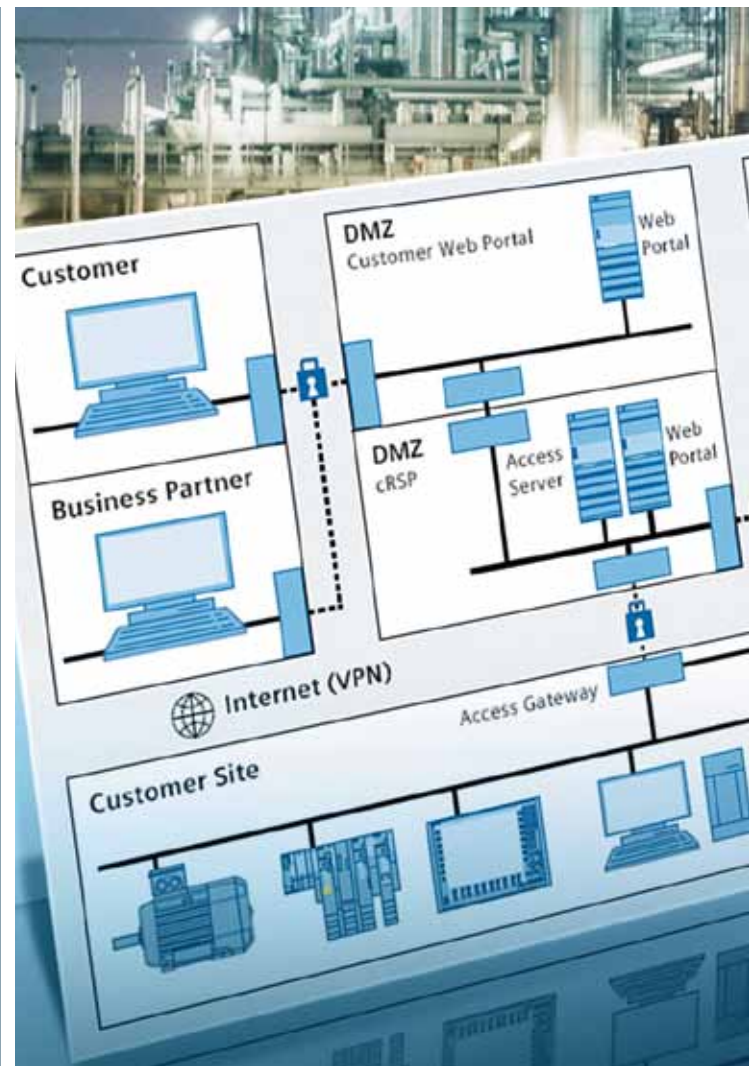 Customer
DMZ
Customer Web Portal
Web
Portal
Business Partner
DMZ
cRSP
Access
Server
Web
Portal
Internet (VPN)
Access Gateway
Customer Site